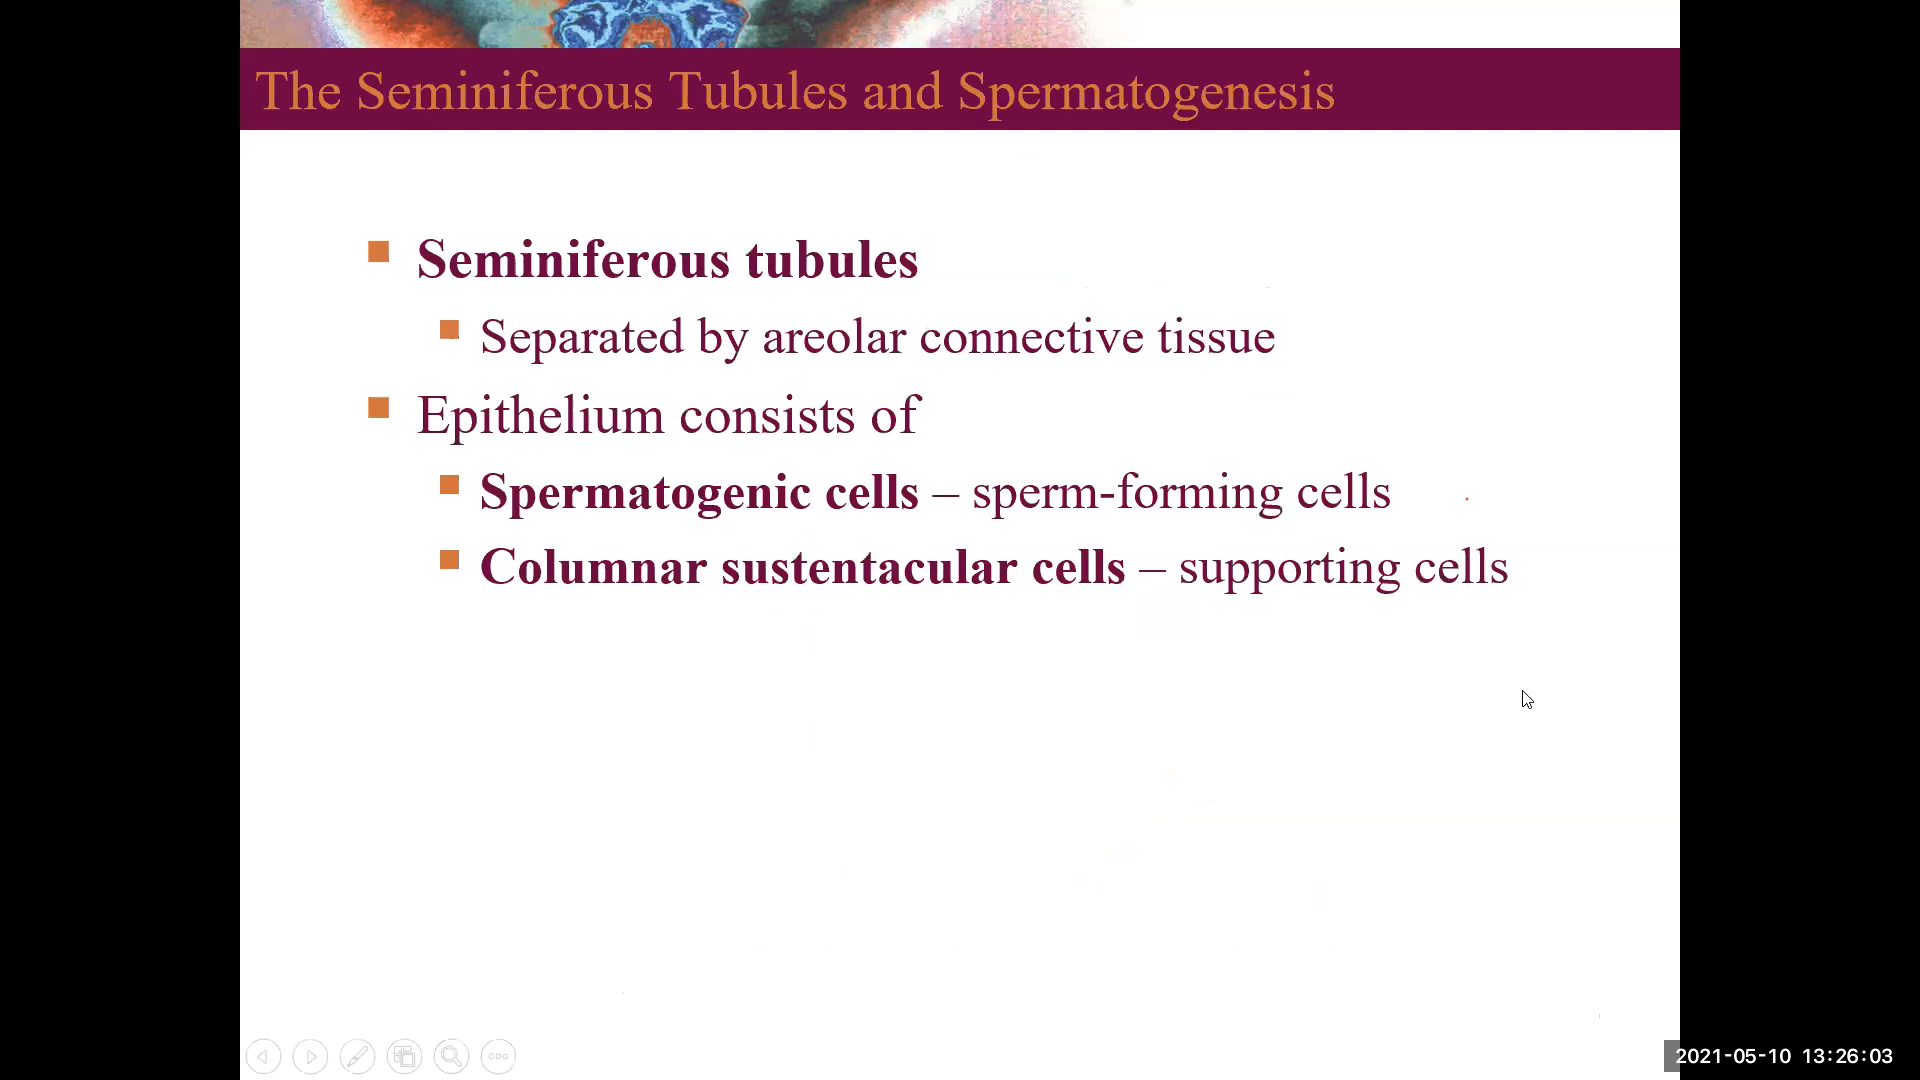 The Seminiferous Tubules and Spermatogenesis
Seminiferous tubules
Separated by areolar connective tissue
Epithelium consists of
Spermatogenic cells – sperm-forming cells
Columnar sustentacular cells – supporting cells
2021-05-10 13:26:03